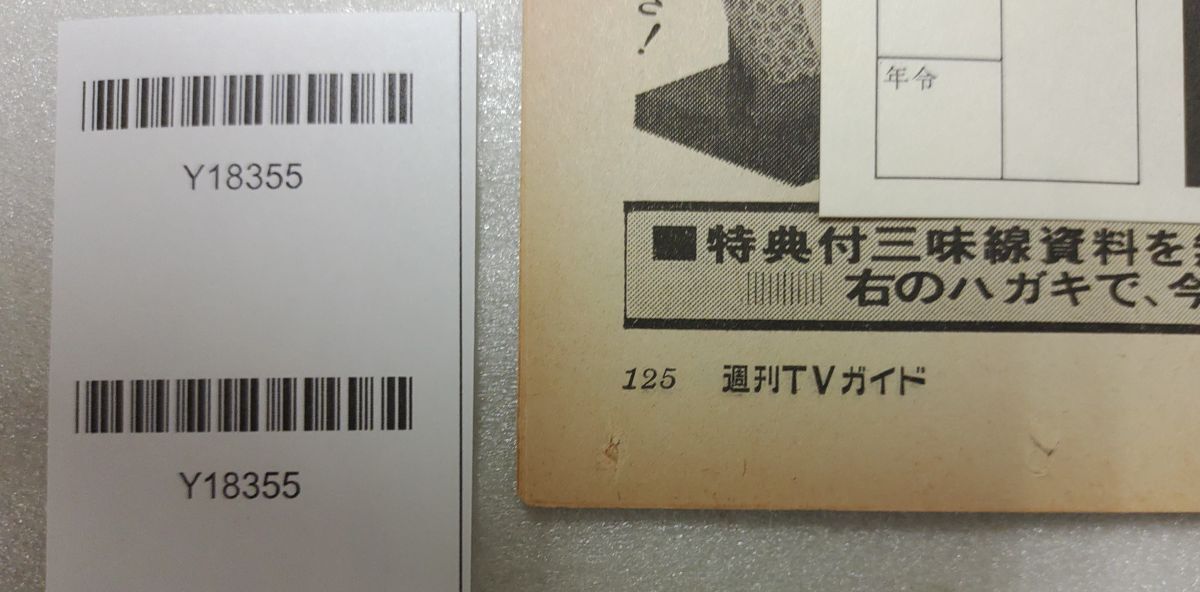 Y18355
Y18355
さ!
年令
■特典付三味線資料を
右のハガキで、今
125 週刊TVガイド